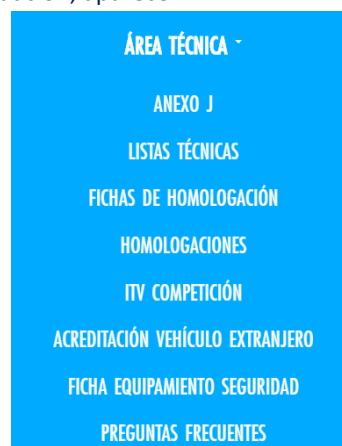 ÁREA TÉCNICA
ANEXO J
LISTAS TÉCNICAS
FICHAS DE HOMOLOGACIÓN
HOMOLOGACIONES
ITV COMPETICIÓN
ACREDITACIÓN VEHÍCULO EXTRANJERO
FICHA EQUIPAMIENTO SEGURIDAD
PREGUNTAS FRECUENTES